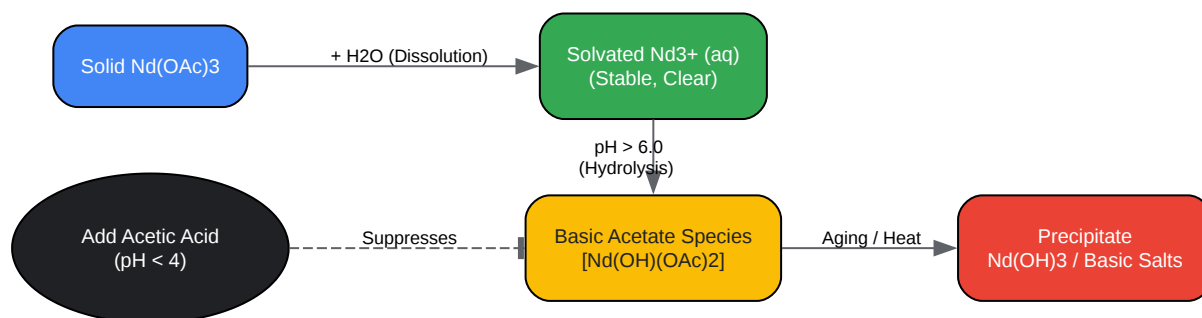 Solid Nd(OAc)3
+ H2O (Dissolution)
Solvated Nd3+ (aq)
(Stable, Clear)
pH > 6.0
(Hydrolysis)
Add Acetic Acid
(pH < 4)
Suppresses
Basic Acetate Species
[Nd(OH)(OAc)2]
Aging / Heat
Precipitate
Nd(OH)3 / Basic Salts